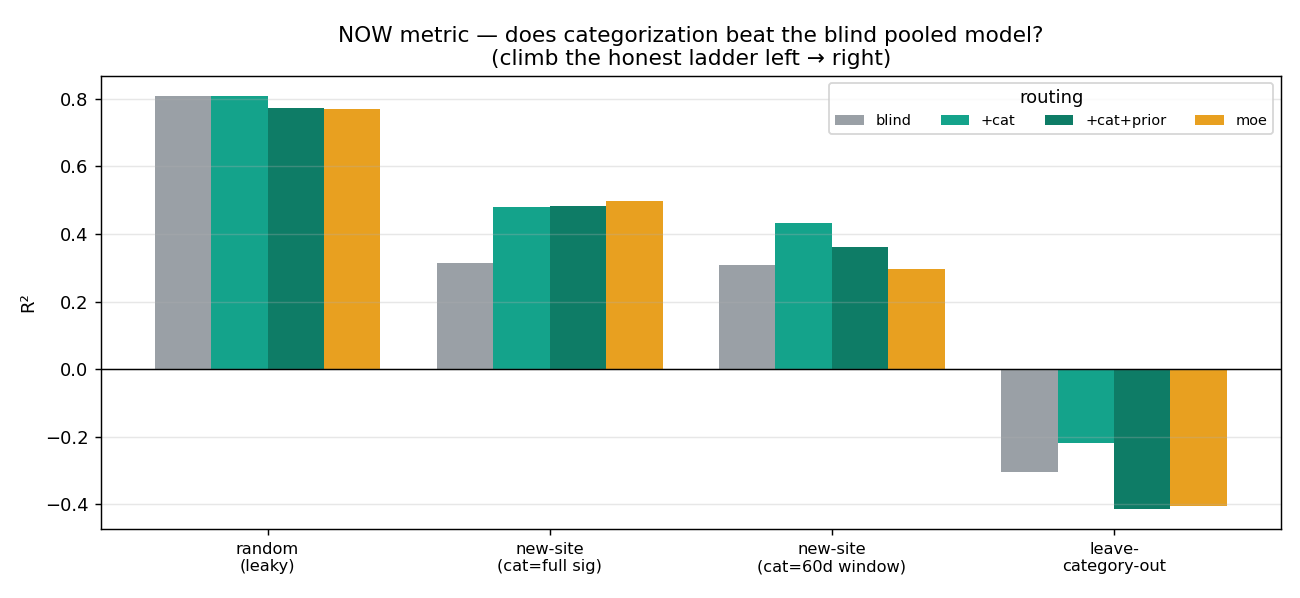 NOW metric — does categorization beat the blind pooled model?
(climb the honest ladder left → right)
routing
blind +cat +cat+prior moe
R²
0.8
0.6
0.4
0.2
0.0
−0.2
−0.4
random
(leaky)
new-site
(cat=full sig)
new-site
(cat=60d window)
leave-
category-out